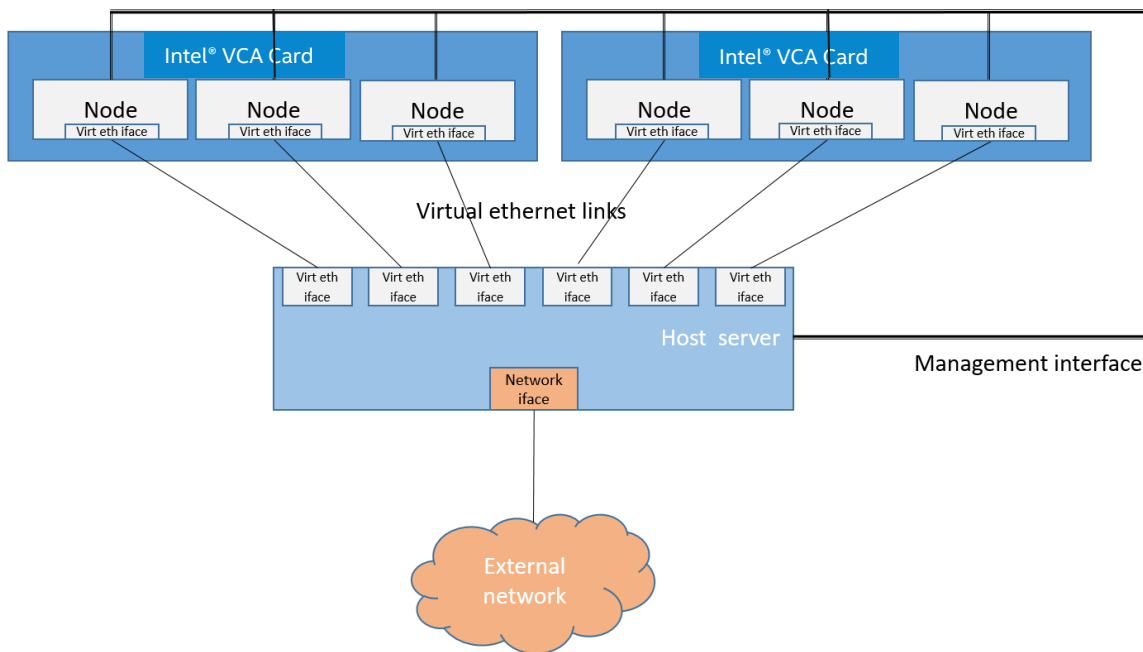 Intel® VCA Card
Intel® VCA Card
Node
Node
Node
Node
Node
Node
Virt eth iface
Virt eth iface
Virt eth iface
Virt eth iface
Virt eth iface
Virt eth iface
Virtual ethernet links
Virt eth
iface
Virt eth
iface
Virt eth
iface
Virt eth
iface
Virt eth
iface
Virt eth
iface
Host server
Management interface
Network
iface
External
network